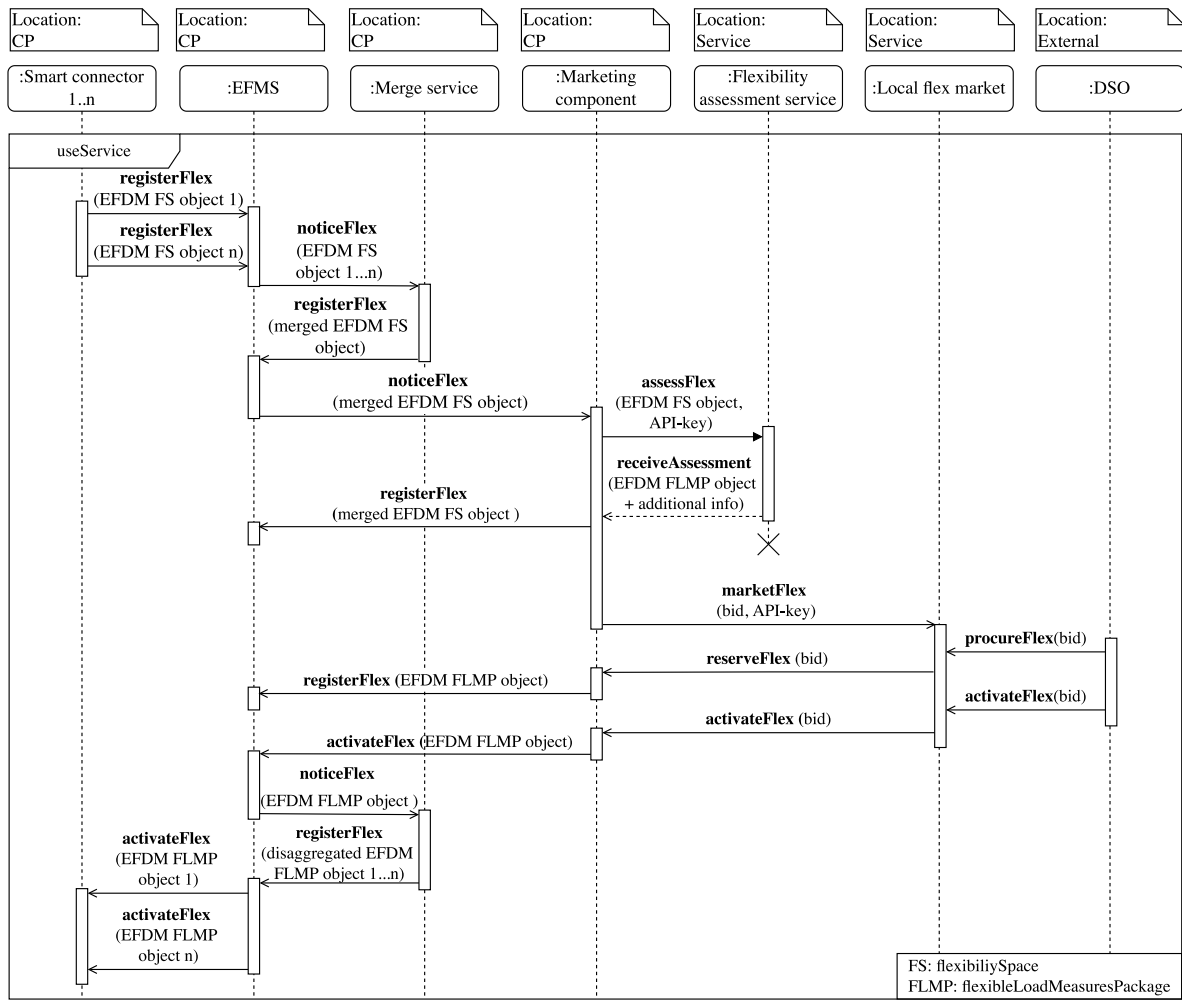 Location:
CP
Location:
CP
Location:
CP
Location:
CP
Location:
Service
Location:
Service
Location:
External
:Smart connector
1..n
:EFMS
:Merge service
:Marketing
component
:Flexibility
assessment service
:Local flex market
:DSO
useService
registerFlex
(EFDM FS object 1)
registerFlex
(EFDM FS object n)
noticeFlex
(EFDM FS
object 1...n)
registerFlex
(merged EFDM FS
object)
noticeFlex
(merged EFDM FS object)
assessFlex
(EFDM FS object,
API-key)
receiveAssessment
(EFDM FLMP object
+ additional info)
registerFlex
(merged EFDM FS object )
marketFlex
(bid, API-key)
procureFlex(bid)
reserveFlex (bid)
registerFlex (EFDM FLMP object)
activateFlex(bid)
activateFlex (bid)
activateFlex (EFDM FLMP object)
noticeFlex
(EFDM FLMP object )
registerFlex
(disaggregated EFDM
FLMP object 1...n)
activateFlex
(EFDM FLMP
object 1)
activateFlex
(EFDM FLMP
object n)
FS: flexibiliySpace
FLMP: flexibleLoadMeasuresPackage